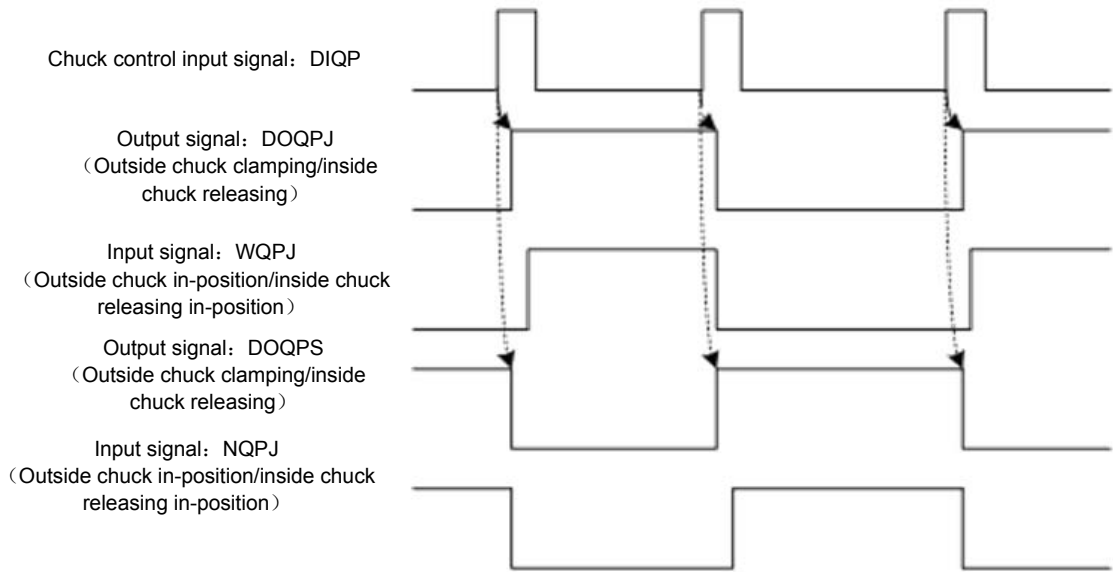 Chuck control input signal：DIQP
Output signal：DOQPJ
（Outside chuck clamping/inside
chuck releasing）
Input signal：WQPJ
（Outside chuck in-position/inside chuck
releasing in-position）
Output signal：DOQPS
（Outside chuck clamping/inside
chuck releasing）
Input signal：NQPJ
（Outside chuck in-position/inside chuck
releasing in-position）